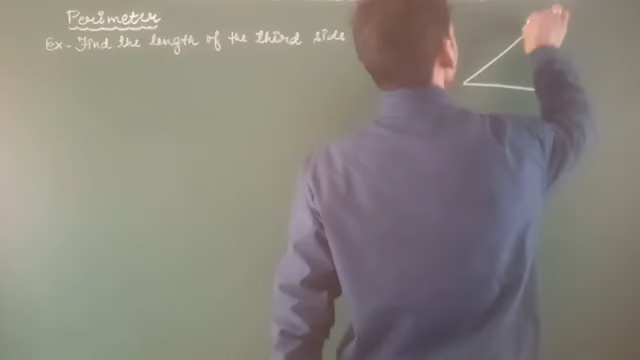 Perimeter
Ex- Find the length of the third side